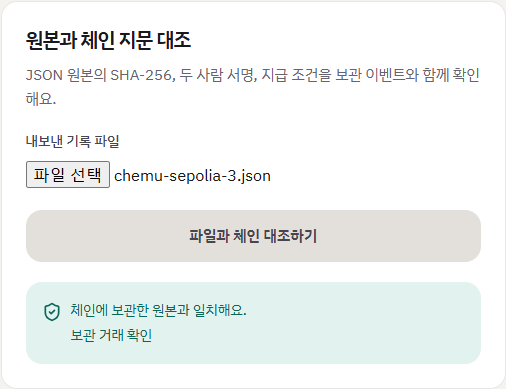 원본과 체인 지문 대조
JSON 원본의 SHA-256, 두 사람 서명, 지급 조건을 보관 이벤트와 함께 확인
해요.
내보낸 기록 파일
파일 선택 chemu-sepolia-3.json
파일과 체인 대조하기
체인에 보관한 원본과 일치해요.
보관 거래 확인